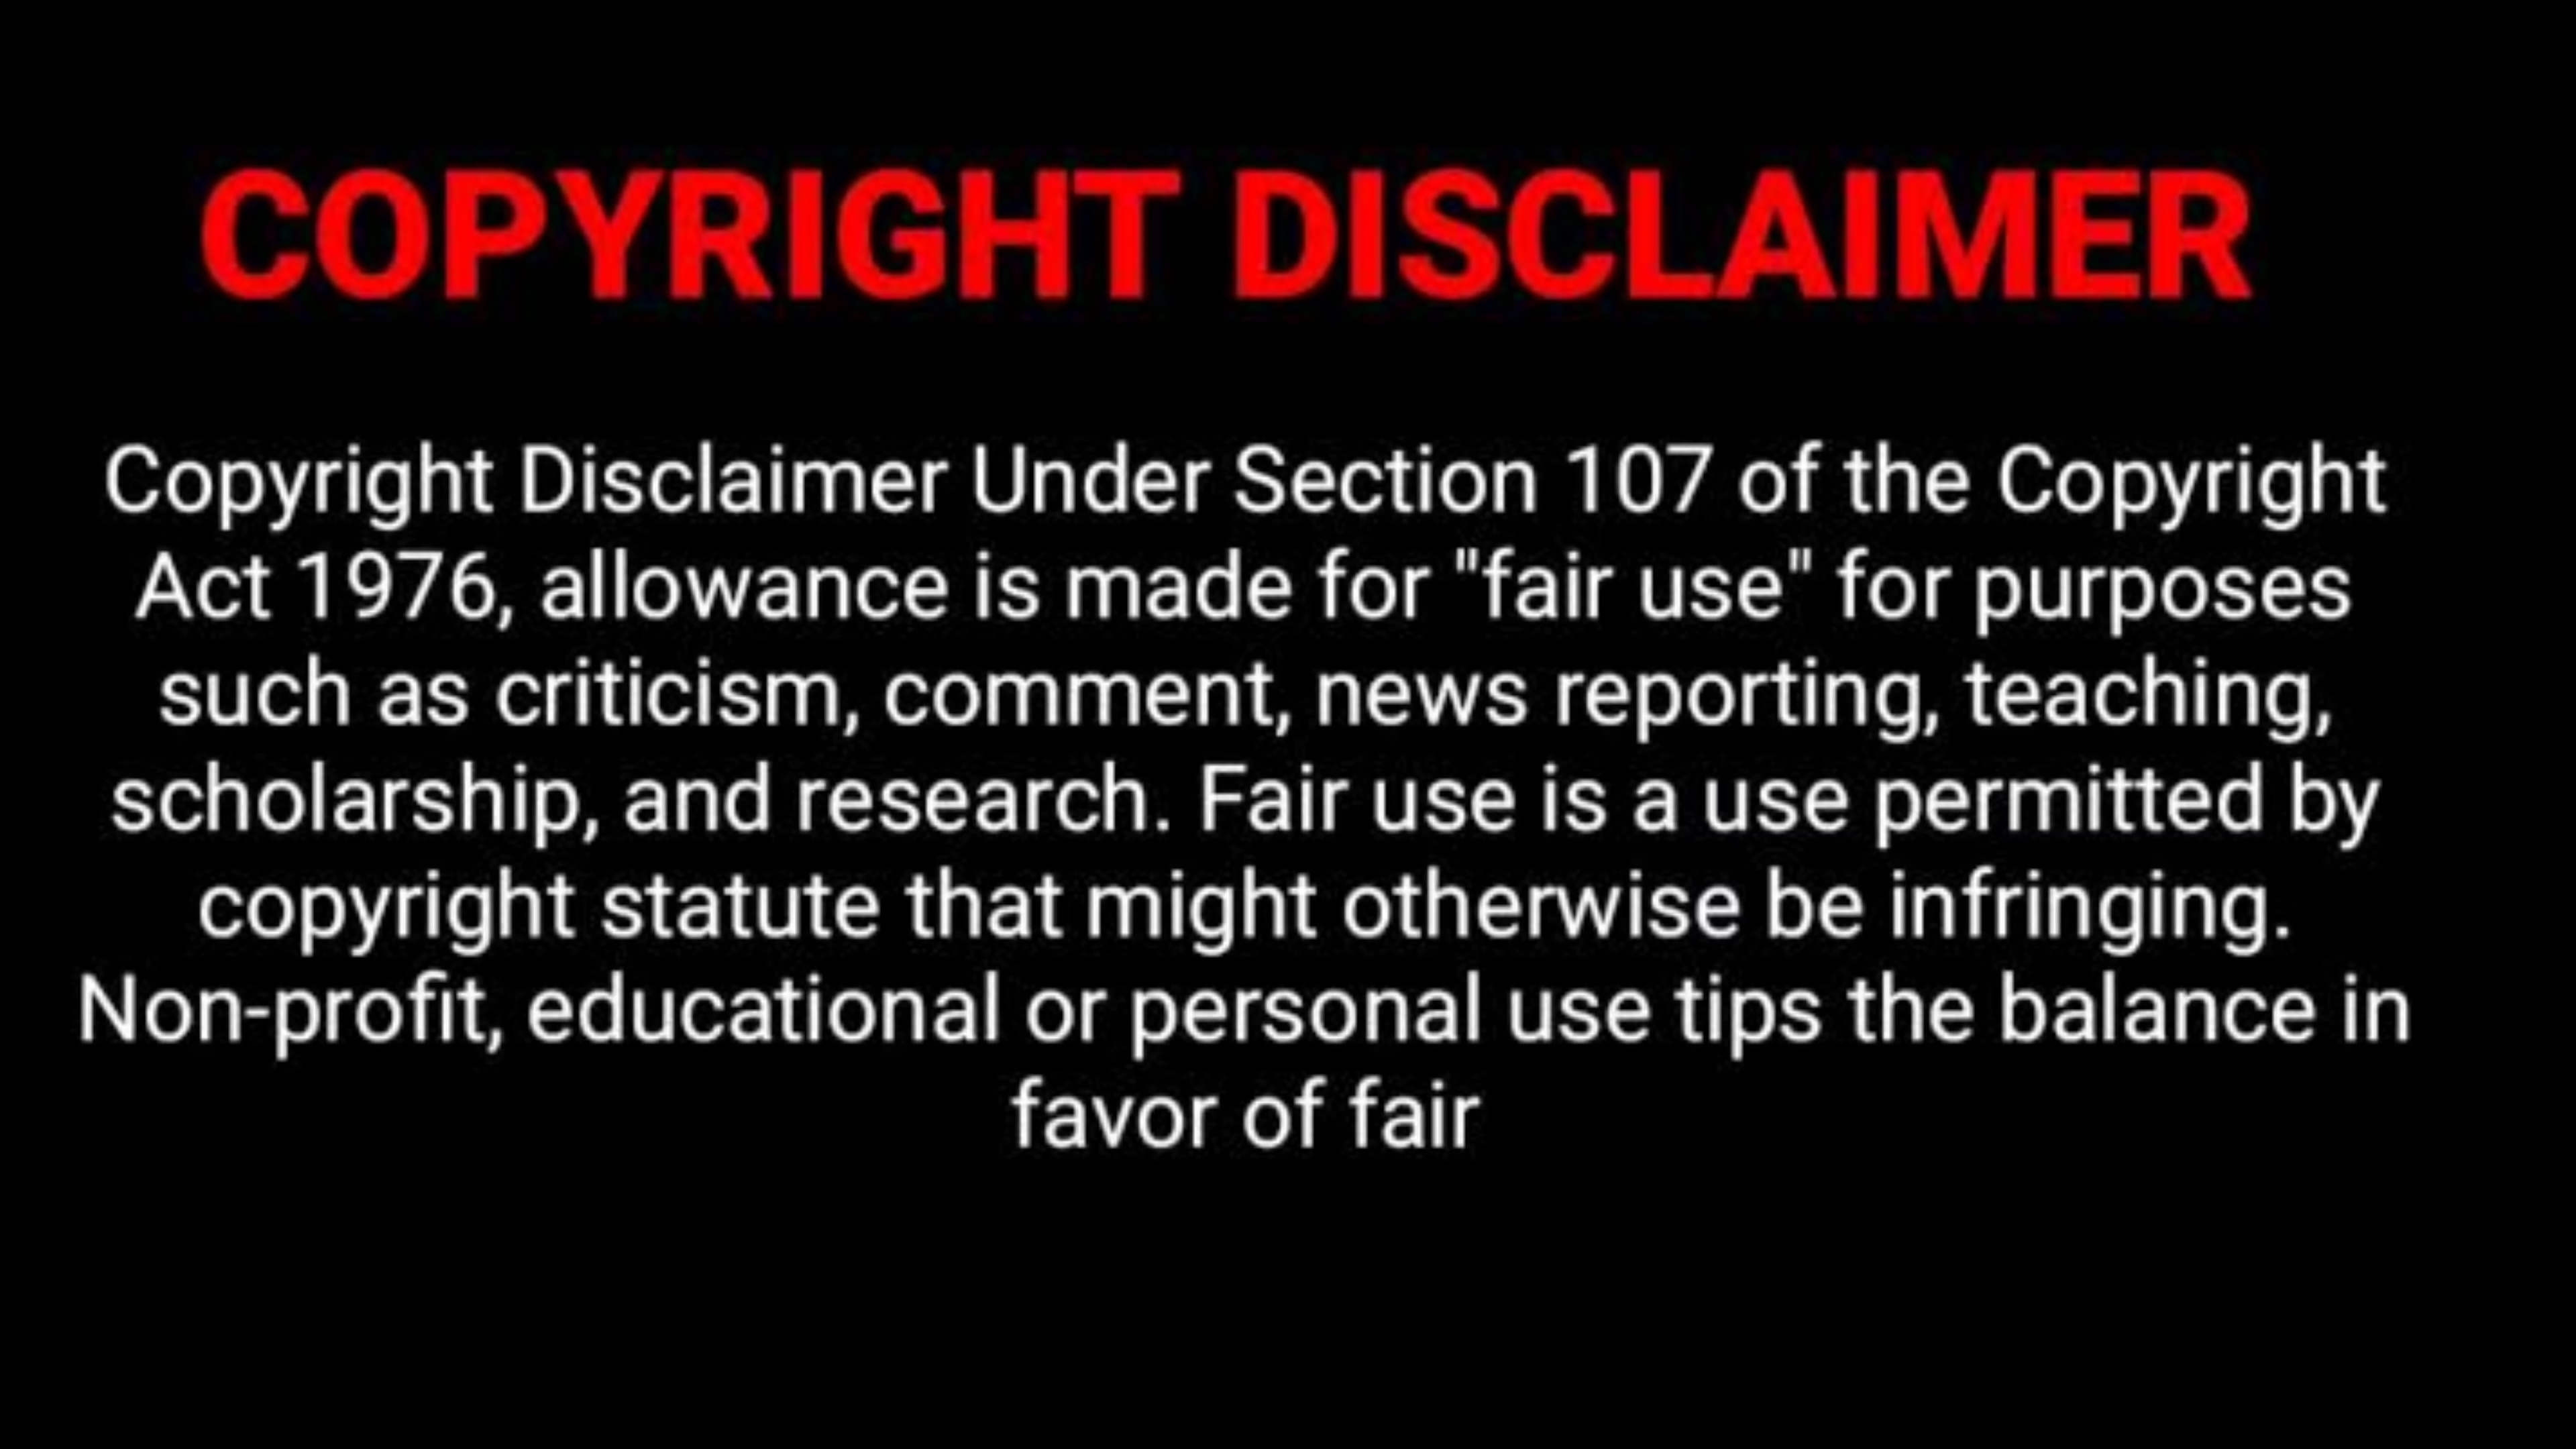 COPYRIGHT DISCLAIMER
Copyright Disclaimer Under Section 107 of the Copyright
Act 1976, allowance is made for "fair use" for purposes
such as criticism, comment, news reporting, teaching,
scholarship, and research. Fair use is a use permitted by
copyright statute that might otherwise be infringing.
Non-profit, educational or personal use tips the balance in
favor of fair